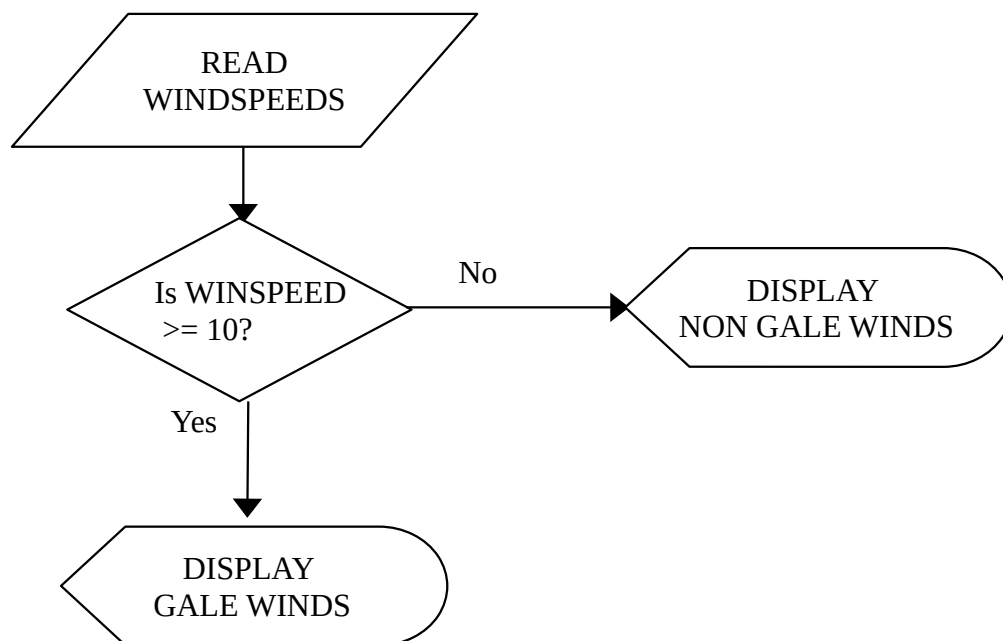 READ
WINDSPEEDS
Is WINSPEED
>= 10?
No
DISPLAY
NON GALE WINDS
Yes
DISPLAY
GALE WINDS